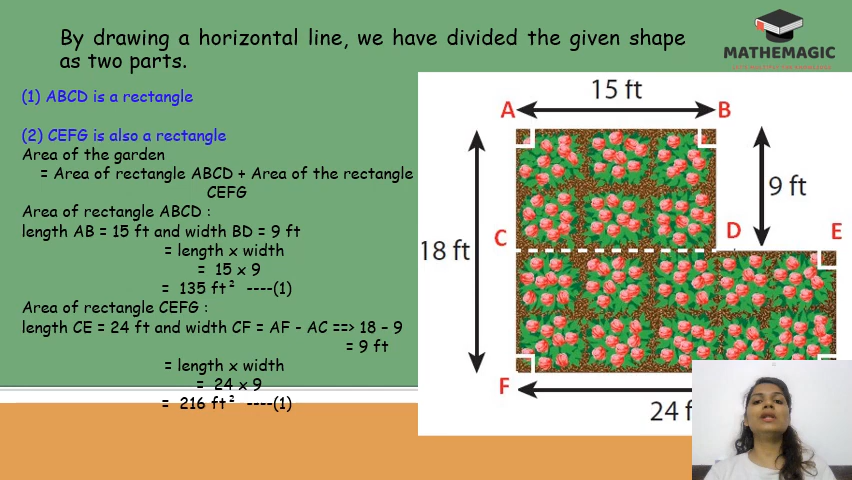 By drawing a horizontal line, we have divided the given shape
as two parts.
MATHEMAGIC
(1) ABCD is a rectangle
(2) CEFG is also a rectangle
Area of the garden
= Area of rectangle ABCD + Area of the rectangle
CEFG
Area of rectangle ABCD :
length AB = 15 ft and width BD = 9 ft
= length x width
= 15 x 9
= 135 ft² ----(1)
Area of rectangle CEFG :
length CE = 24 ft and width CF = AF - AC ==> 18 – 9
= 9 ft
= length x width
= 24 x 9
= 216 ft² ----(1)
15 ft
A
B
9 ft
C
D
E
18 ft
F
24 f